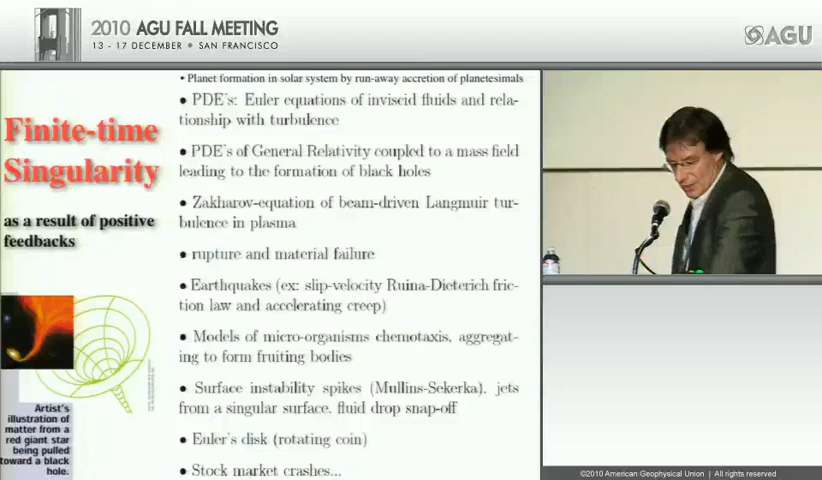 2010 AGU FALL MEETING
13 - 17 DECEMBER • SAN FRANCISCO
AGU
• Planet formation in solar system by run-away accretion of planetesimals
Finite-time
Singularity
as a result of positive
feedbacks
• PDE's: Euler equations of inviscid fluids and rela-
tionship with turbulence
• PDE's of General Relativity coupled to a mass field
leading to the formation of black holes
• Zakharov-equation of beam-driven Langmuir tur-
bulence in plasma
• rupture and material failure
• Earthquakes (ex: slip-velocity Ruina-Dieterich fric-
tion law and accelerating creep)
• Models of micro-organisms chemotaxis, aggregat-
ing to form fruiting bodies
• Surface instability spikes (Mullins-Sekerka), jets
from a singular surface, fluid drop snap-off
• Euler's disk (rotating coin)
• Stock market crashes...
Artist's
illustration of
matter from a
red giant star
being pulled
toward a black
hole.
©2010 American Geophysical Union | All rights reserved